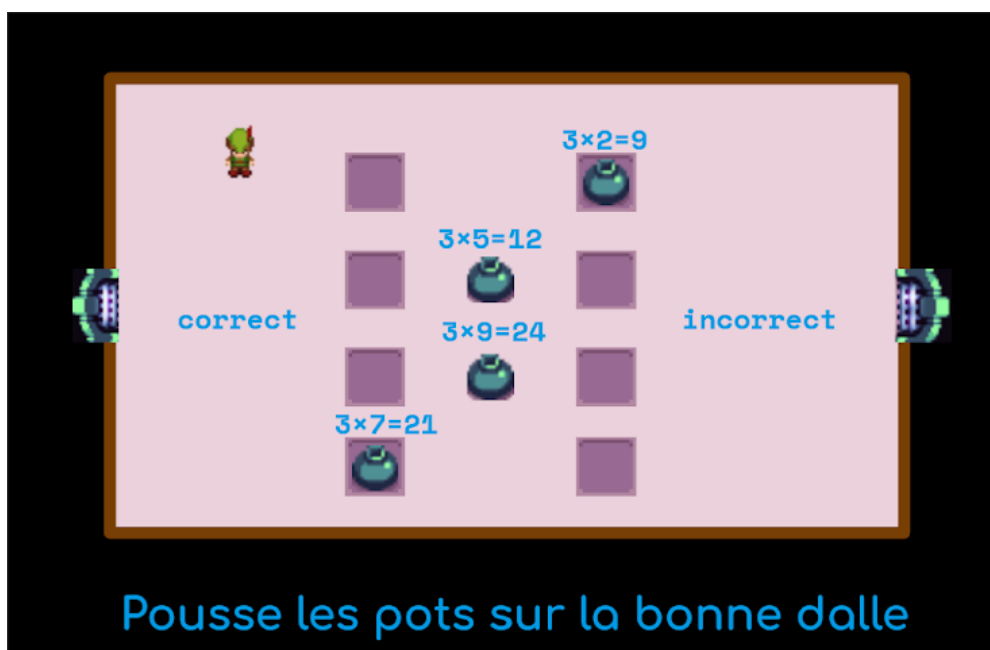 3×2=9
3×5=12
correct
incorrect
3×9=24
3×7=21
Pousse les pots sur la bonne dalle